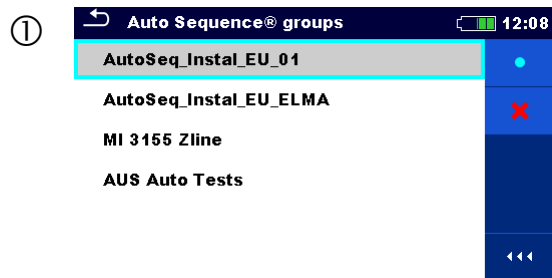 ①
Auto Sequence® groups 12:08
AutoSeq_Instal_EU_01
AutoSeq_Instal_EU_ELMA
MI 3155 Zline
AUS Auto Tests